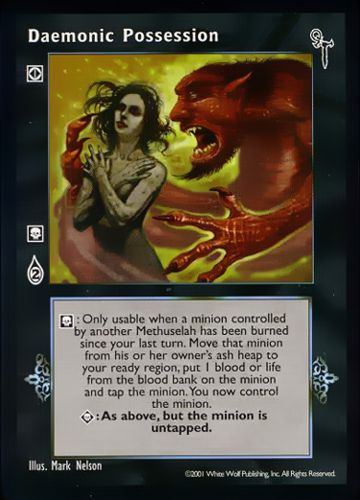 Daemonic Possession
2
: Only usable when a minion controlled
by another Methuselah has been burned
since your last turn. Move that minion
from his or her owner's ash heap to
your ready region, put 1 blood or life
from the blood bank on the minion
and tap the minion. You now control
the minion.
: As above, but the minion is
untapped.
Illus. Mark Nelson
©2001 White Wolf Publishing, Inc. All Rights Reserved.